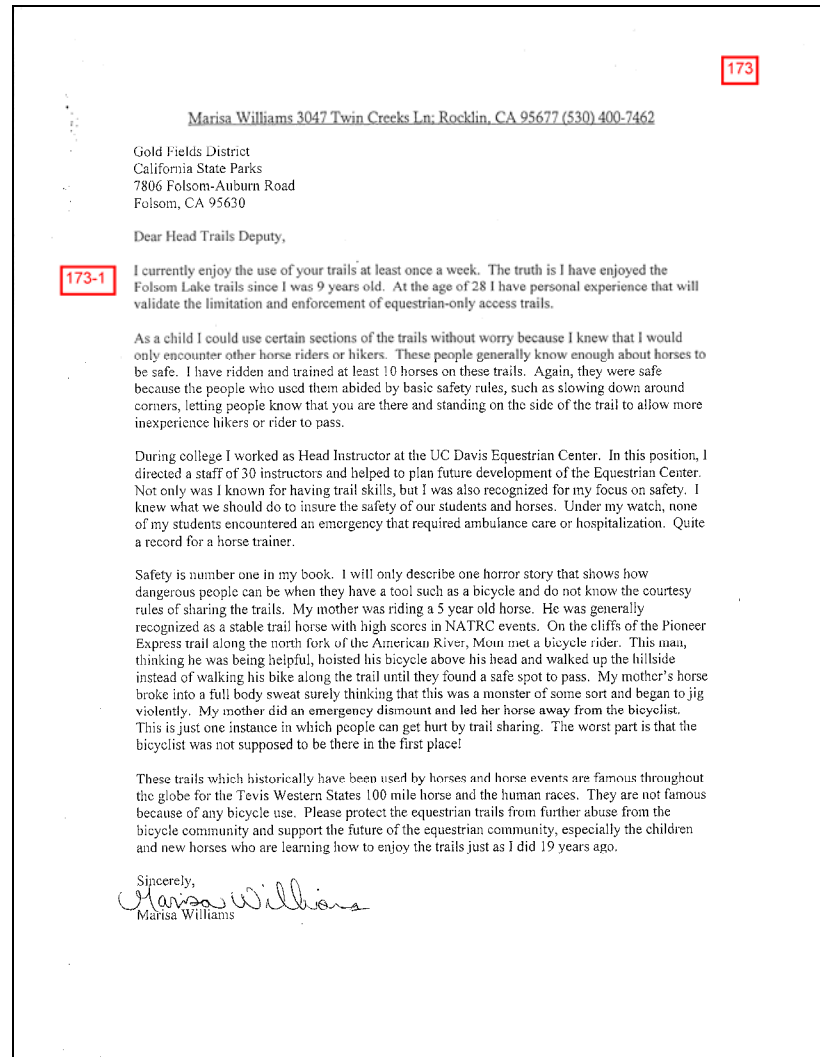 173
Marisa Williams 3047 Twin Creeks Ln; Rocklin, CA 95677 (530) 400-7462
Gold Fields District
California State Parks
7806 Folsom-Auburn Road
Folsom, CA 95630
Dear Head Trails Deputy,
173-1
I currently enjoy the use of your trails at least once a week. The truth is I have enjoyed the
Folsom Lake trails since I was 9 years old. At the age of 28 I have personal experience that will
validate the limitation and enforcement of equestrian-only access trails.
As a child I could use certain sections of the trails without worry because I knew that I would
only encounter other horse riders or hikers. These people generally know enough about horses to
be safe. I have ridden and trained at least 10 horses on these trails. Again, they were safe
because the people who used them abided by basic safety rules, such as slowing down around
corners, letting people know that you are there and standing on the side of the trail to allow more
inexperience hikers or rider to pass.
During college I worked as Head Instructor at the UC Davis Equestrian Center. In this position, I
directed a staff of 30 instructors and helped to plan future development of the Equestrian Center.
Not only was I known for having trail skills, but I was also recognized for my focus on safety. I
knew what we should do to insure the safety of our students and horses. Under my watch, none
of my students encountered an emergency that required ambulance care or hospitalization. Quite
a record for a horse trainer.
Safety is number one in my book. I will only describe one horror story that shows how
dangerous people can be when they have a tool such as a bicycle and do not know the courtesy
rules of sharing the trails. My mother was riding a 5 year old horse. He was generally
recognized as a stable trail horse with high scores in NATRC events. On the cliffs of the Pioneer
Express trail along the north fork of the American River, Mom met a bicycle rider. This man,
thinking he was being helpful, hoisted his bicycle above his head and walked up the hillside
instead of walking his bike along the trail until they found a safe spot to pass. My mother's horse
broke into a full body sweat surely thinking that this was a monster of some sort and began to jig
violently. My mother did an emergency dismount and led her horse away from the bicyclist.
This is just one instance in which people can get hurt by trail sharing. The worst part is that the
bicyclist was not supposed to be there in the first place!
These trails which historically have been used by horses and horse events are famous throughout
the globe for the Tevis Western States 100 mile horse and the human races. They are not famous
because of any bicycle use. Please protect the equestrian trails from further abuse from the
bicycle community and support the future of the equestrian community, especially the children
and new horses who are learning how to enjoy the trails just as I did 19 years ago.
Sincerely,
Marisa Williams
Marisa Williams